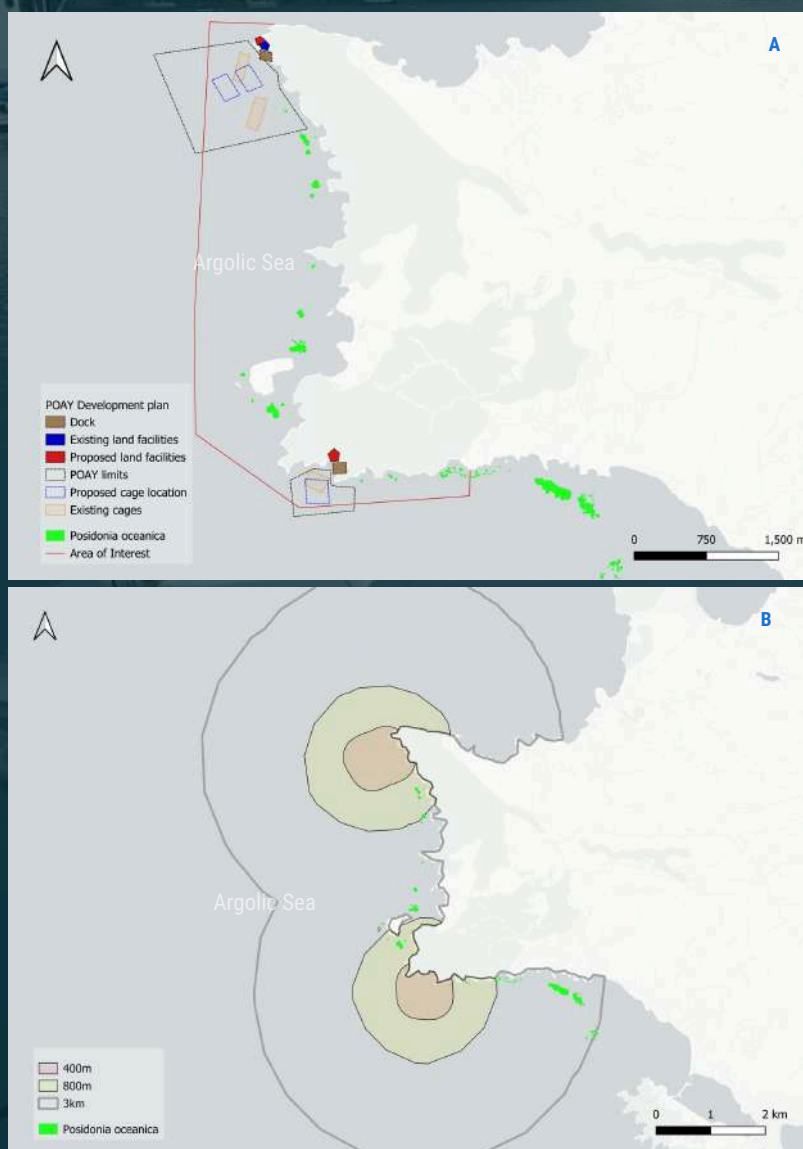 A
Argolic Sea
POAY Development plan
Dock
Existing land facilities
Proposed land facilities
POAY limits
Proposed cage location
Existing cages
Posidonia oceanica
Area of Interest
0 750 1,500 m
B
Argolic Sea
400m
800m
3km
Posidonia oceanica
0 1 2 km